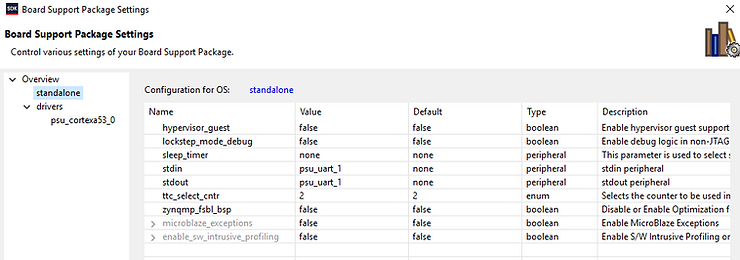 SDK Board Support Package Settings
Board Support Package Settings
Control various settings of your Board Support Package.
Overview
standalone
drivers
psu_cortexa53_0
Configuration for OS: standalone
Name Value Default Type Description
hypervisor_guest false false boolean Enable hypervisor guest support
lockstep_mode_debug false false boolean Enable debug logic in non-JTAG
sleep_timer none none peripheral This parameter is used to select s
stdin psu_uart_1 none peripheral stdin peripheral
stdout psu_uart_1 none peripheral stdout peripheral
ttc_select_cntr 2 2 enum Selects the counter to be used in
zynqmp_fsbl_bsp false false boolean Disable or Enable Optimization f
microblaze_exceptions false false boolean Enable MicroBlaze Exceptions
enable_sw_intrusive_profiling false false boolean Enable S/W Intrusive Profiling or